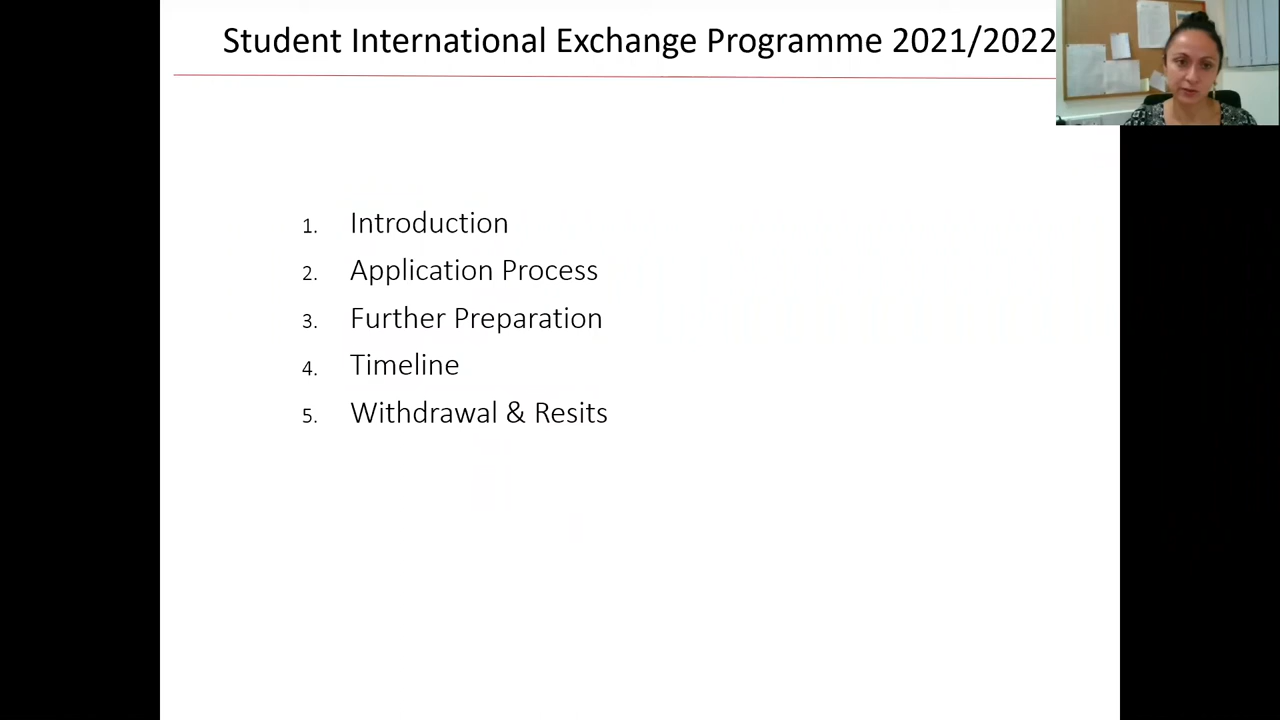 Student International Exchange Programme 2021/2022
1. Introduction
2. Application Process
3. Further Preparation
4. Timeline
5. Withdrawal & Resits